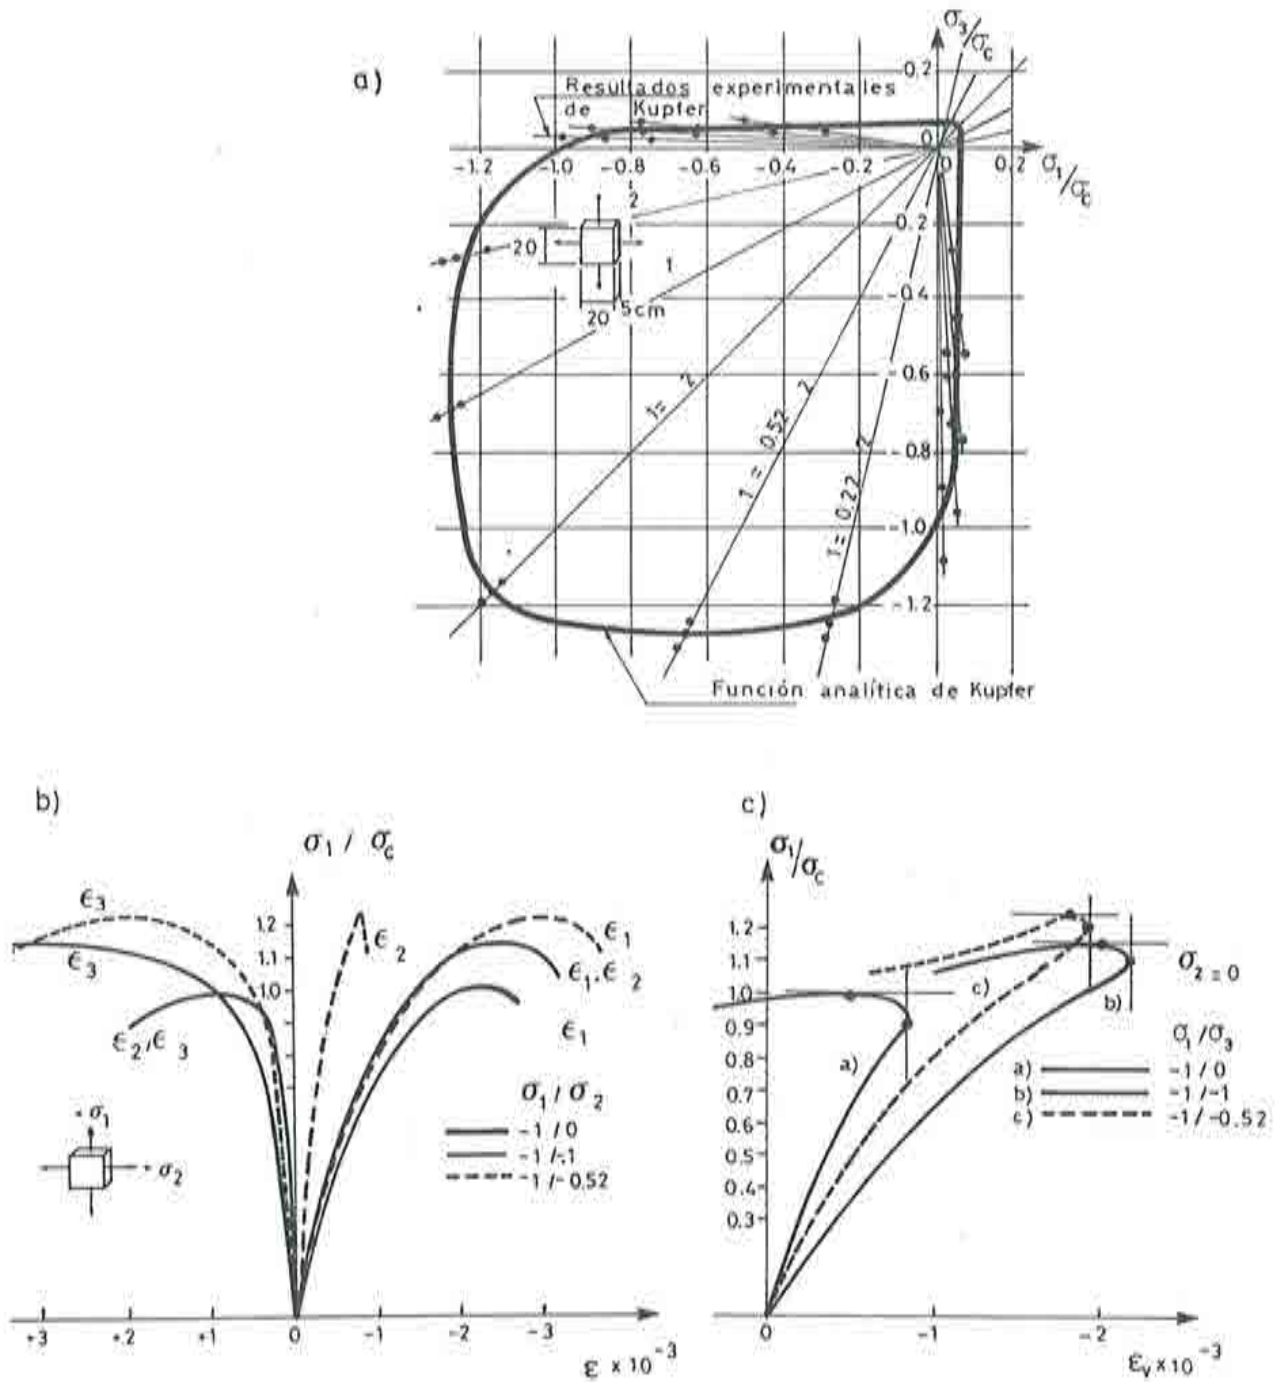 a)
σ3/σc
Resultados experimentales
de Kupfer
0.2
0
-1.2 -1.0 -0.8 -0.6 -0.4 -0.2 0 0.2 σ1/σc
2
20
1
20 5cm
0.2
-0.4
-0.6
-0.8
-1.0
-1.2
1= 2
1= 0.52 2
1= 0.22 2
Función analítica de Kupfer
b)
σ1 / σc
1.2
1.1
1.0
ϵ3
ϵ3
ϵ2/ϵ3
ϵ2
ϵ1
ϵ1,ϵ2
ϵ1
+ σ1
+ σ2
σ1 / σ2
-1/0
-1/-1
-1/-0.52
+3 +2 +1 0 -1 -2 -3
ε x 10-3
c)
σ1/σc
1.2
1.1
1.0
0.9
0.8
0.7
0.6
0.5
0.4
0.3
a)
c)
b)
σ2=0
σ1/σ3
a) -1/0
b) -1/-1
c) -1/-0.52
0 -1 -2
εv x 10-3